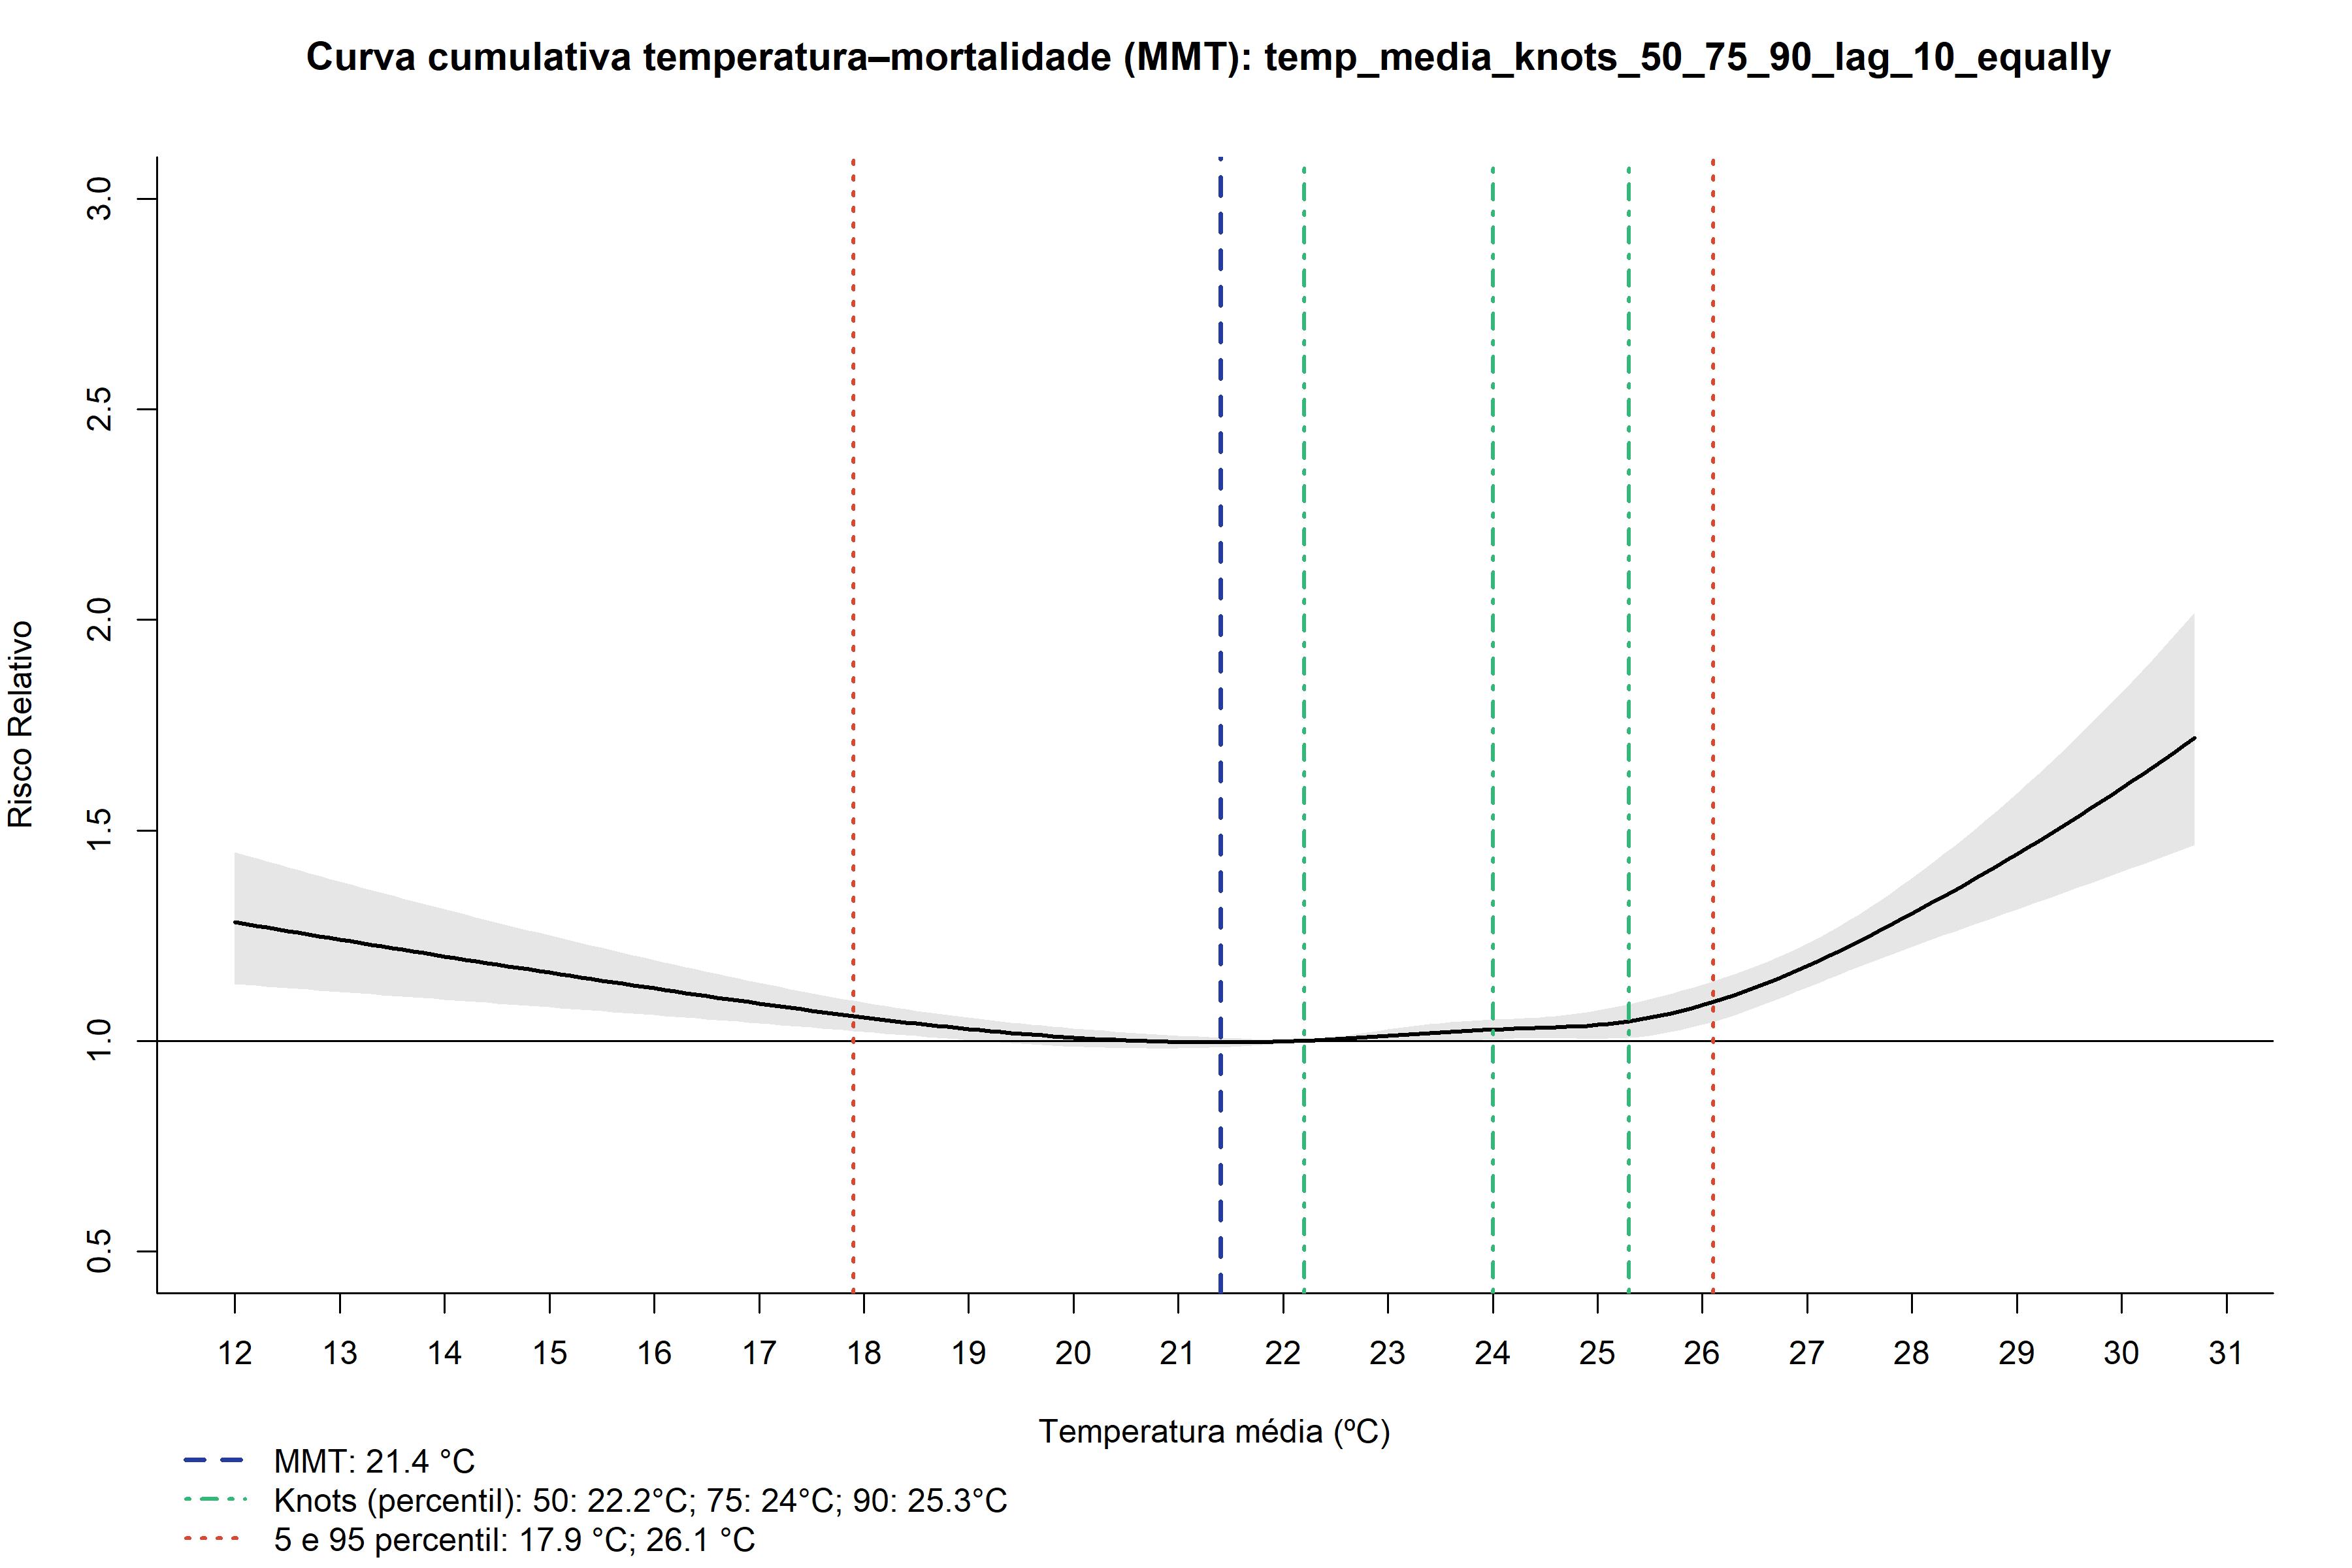 Curva cumulativa temperatura–mortalidade (MMT): temp_media_knots_50_75_90_lag_10_equally
Risco Relativo
3.0
2.5
2.0
1.5
1.0
0.5
12 13 14 15 16 17 18 19 20 21 22 23 24 25 26 27 28 29 30 31
Temperatura média (ºC)
MMT: 21.4 °C
Knots (percentil): 50: 22.2°C; 75: 24°C; 90: 25.3°C
5 e 95 percentil: 17.9 °C; 26.1 °C